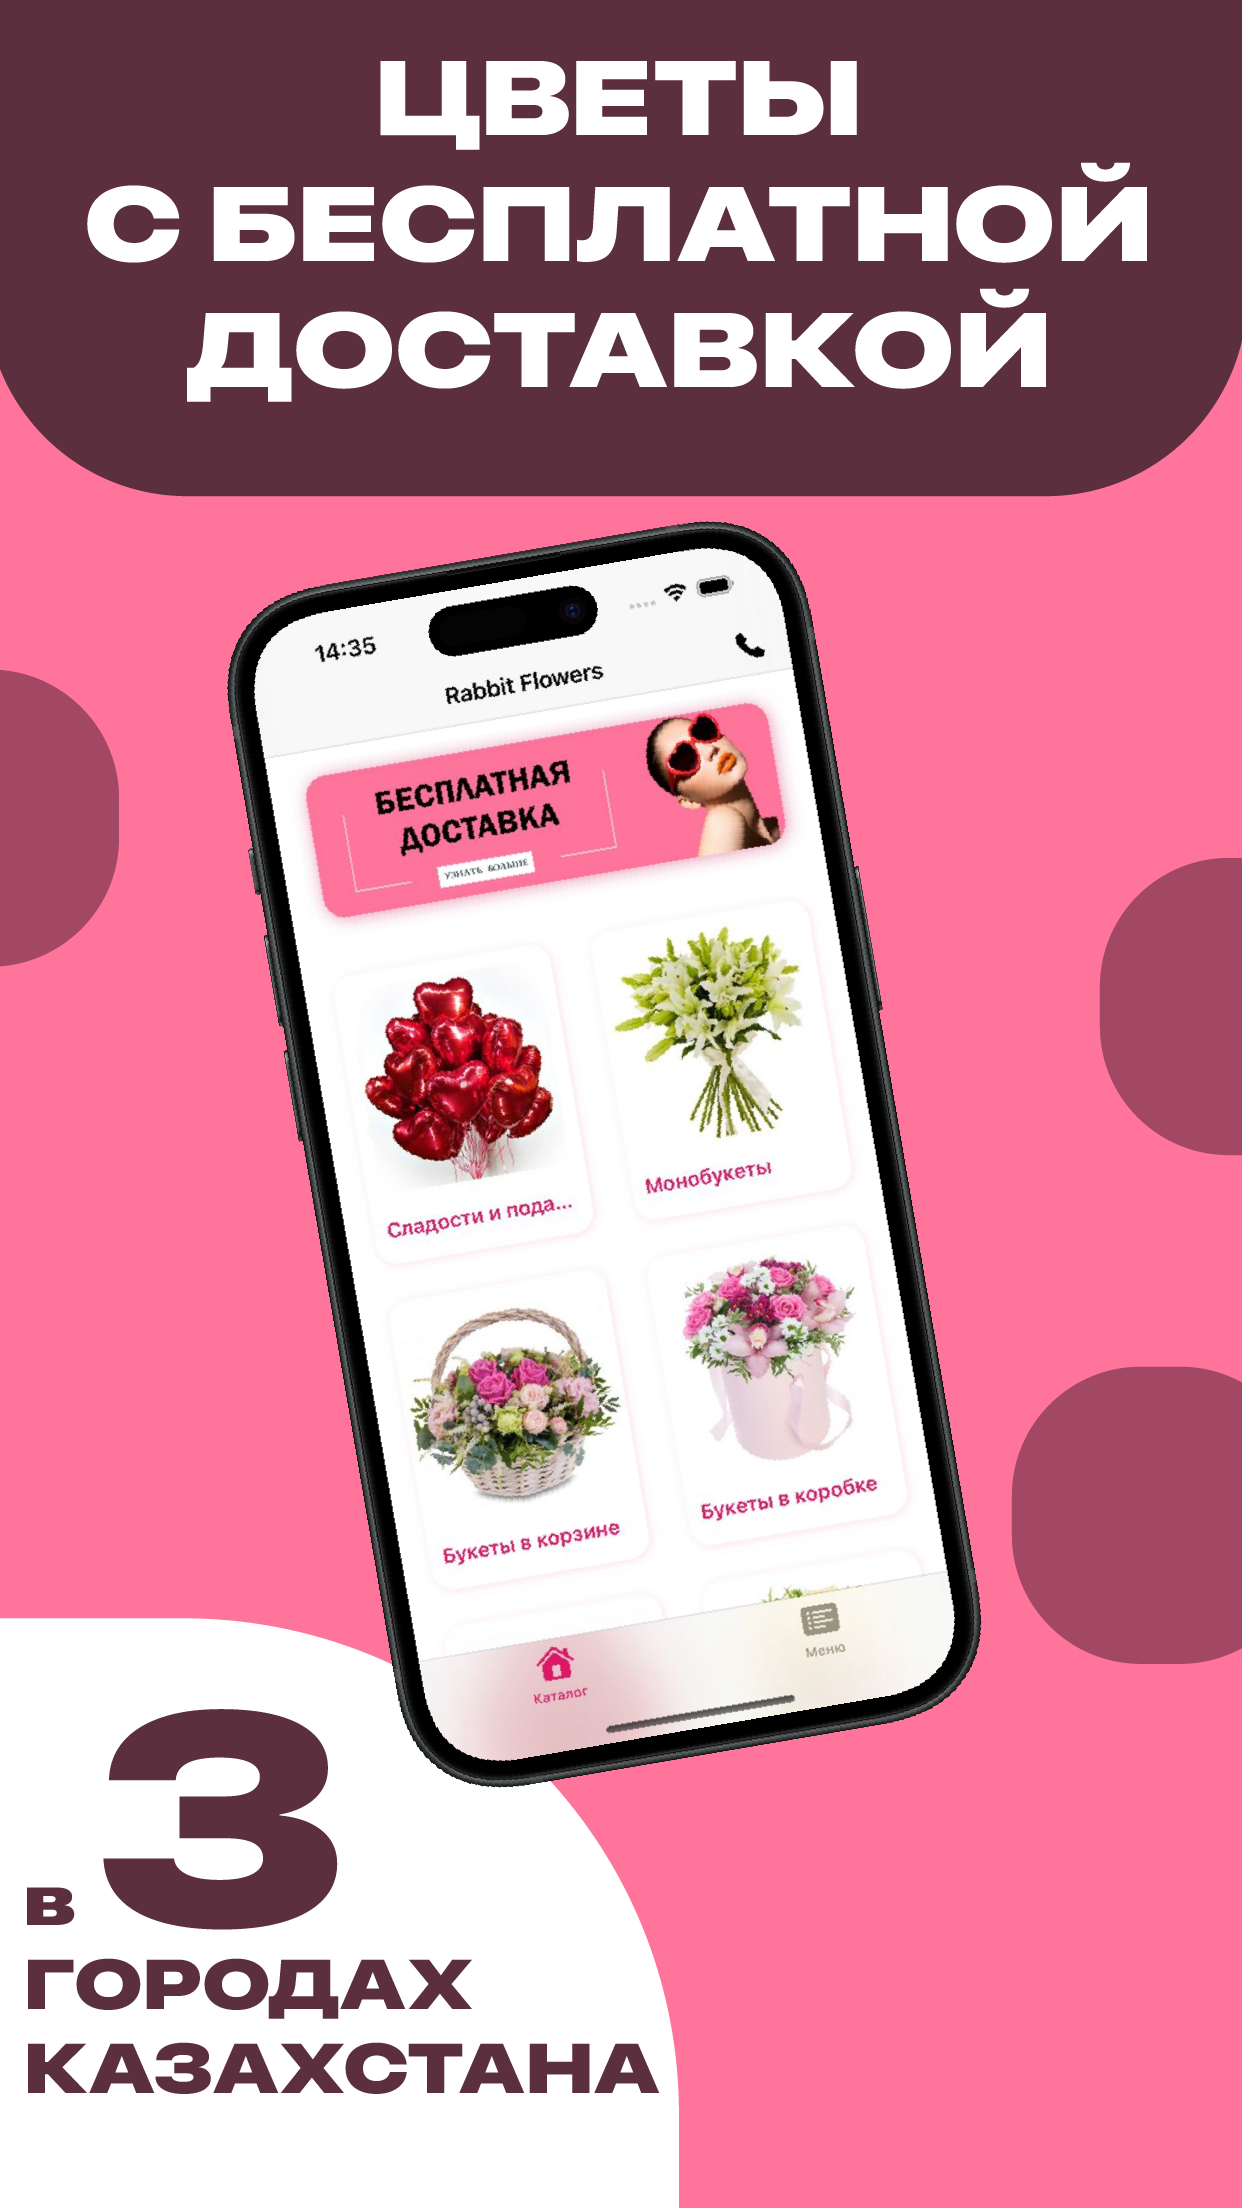 ЦВЕТЫ
С БЕСПЛАТНОЙ
ДОСТАВКОЙ
14:35
Rabbit Flowers
БЕСПЛАТНАЯ
ДОСТАВКА
УЗНАТЬ БОЛЬШЕ
Сладости и пода...
Монобукеты
Букеты в корзине
Букеты в коробке
Каталог
Меню
В 3
ГОРОДАХ
КАЗАХСТАНА